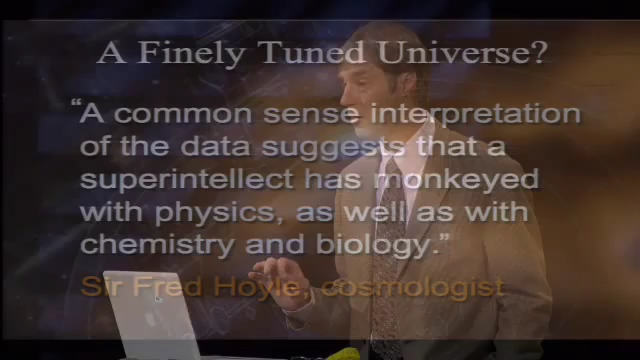 A Finely Tuned Universe?
“A common sense interpretation
of the data suggests that a
superintellect has monkeyed
with physics, as well as with
chemistry and biology.”
Sir Fred Hoyle, cosmologist